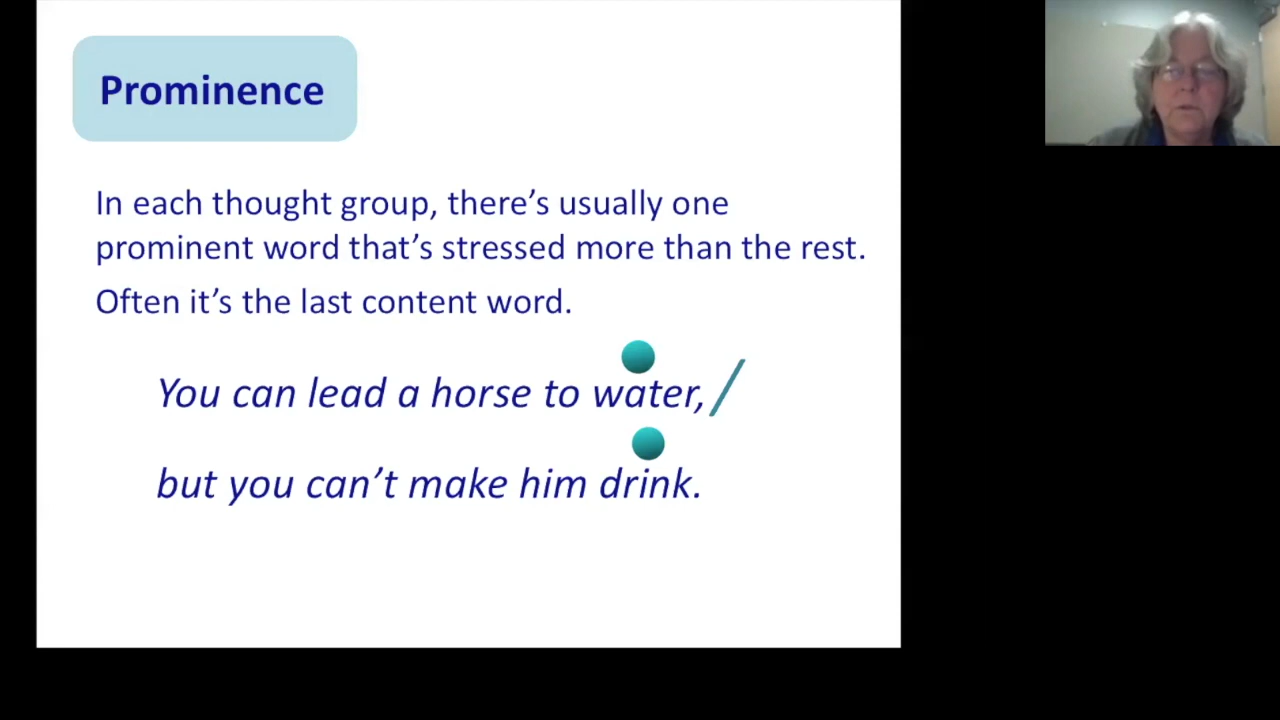 Prominence
In each thought group, there’s usually one
prominent word that’s stressed more than the rest.
Often it’s the last content word.
You can lead a horse to water, /
but you can’t make him drink.